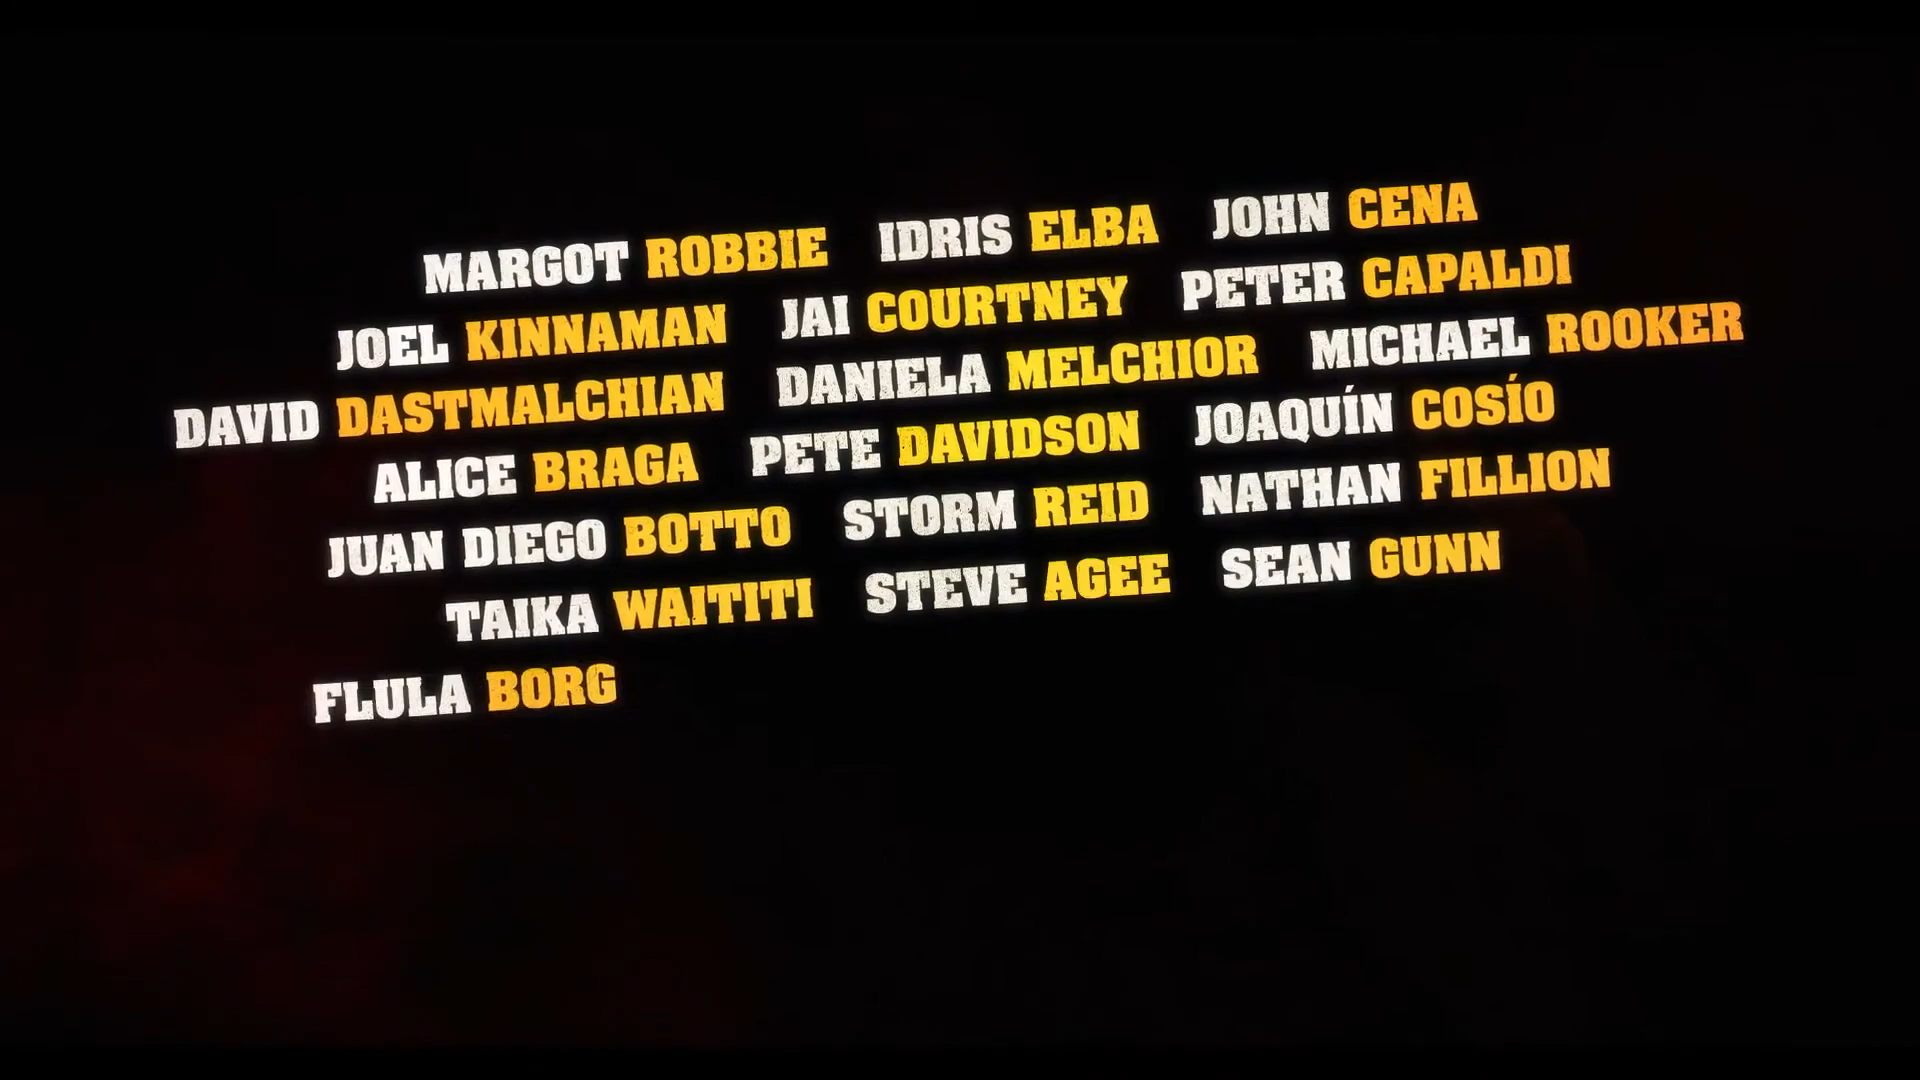 MARGOT ROBBIE IDRIS ELBA JOHN CENA
JOEL KINNAMAN JAI COURTNEY PETER CAPALDI
DAVID DASTMALCHIAN DANIELA MELCHIOR MICHAEL ROOKER
ALICE BRAGA PETE DAVIDSON JOAQUÍN COSÍO
JUAN DIEGO BOTTO STORM REID NATHAN FILLION
TAIKA WAITITI STEVE AGEE SEAN GUNN
FLULA BORG